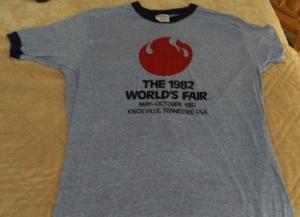 THE 1982
WORLD'S FAIR
MAY-OCTOBER, 1982
KNOXVILLE, TENNESSEE USA